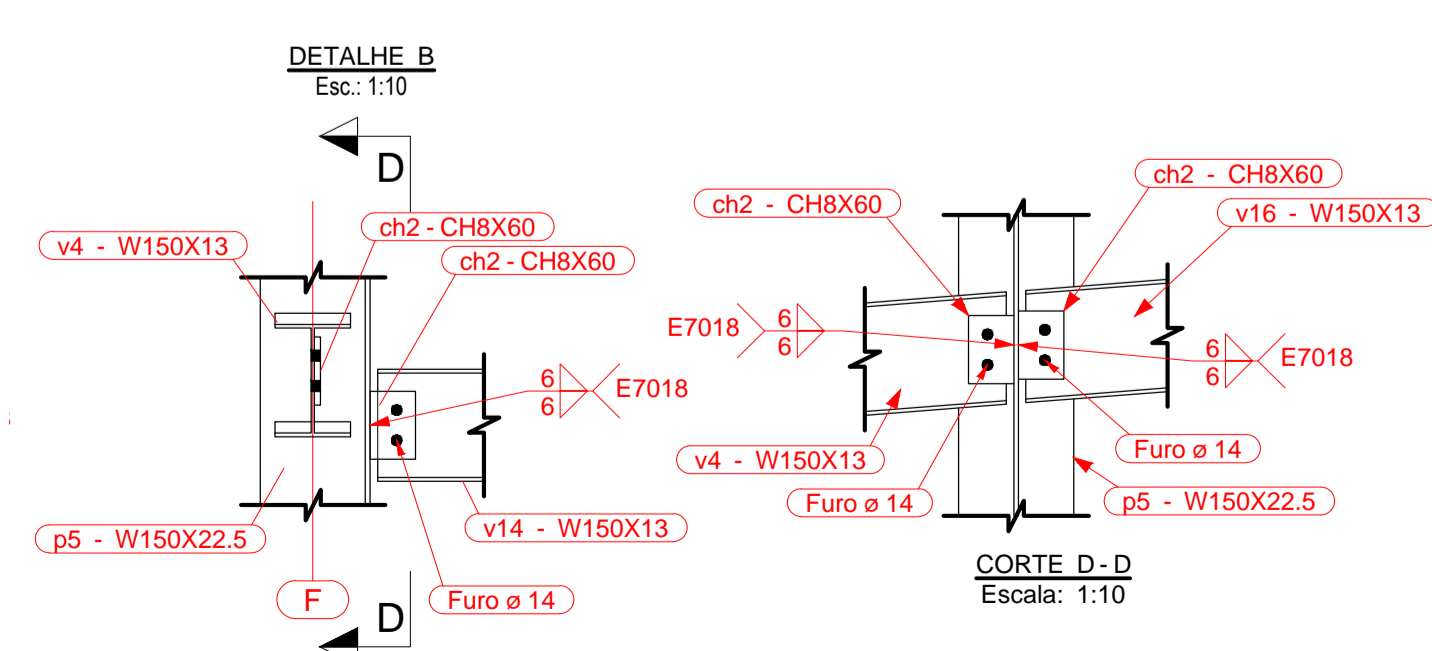 DETALHE B
Esc.: 1:10
D
ch2 - CH8X60
v4 - W150X13
ch2 - CH8X60
6
6
E7018
p5 - W150X22.5
v14 - W150X13
F
Furo ø 14
D
ch2 - CH8X60
ch2 - CH8X60
v16 - W150X13
E7018
6
6
6
6
E7018
v4 - W150X13
Furo ø 14
Furo ø 14
p5 - W150X22.5
CORTE D - D
Escala: 1:10